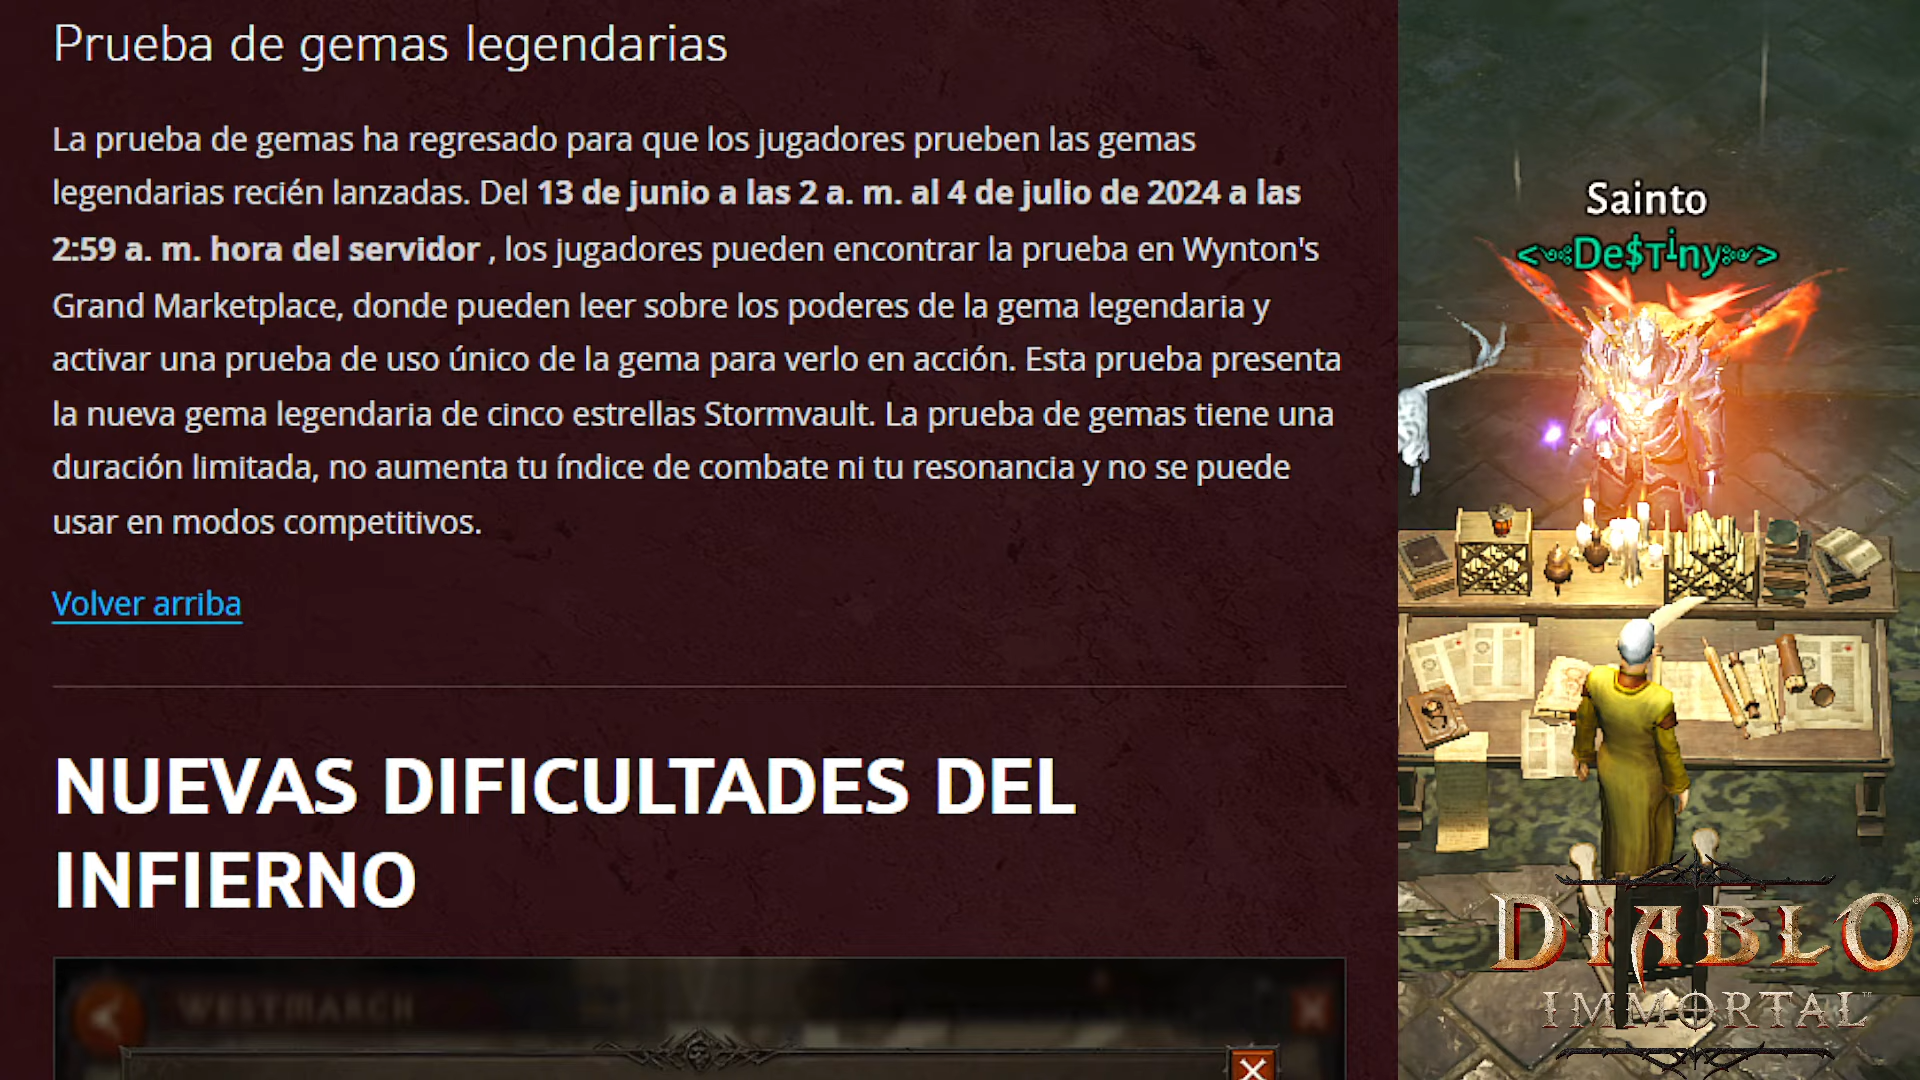 Prueba de gemas legendarias
La prueba de gemas ha regresado para que los jugadores prueben las gemas
legendarias recién lanzadas. Del 13 de junio a las 2 a. m. al 4 de julio de 2024 a las
2:59 a. m. hora del servidor , los jugadores pueden encontrar la prueba en Wynton's
Grand Marketplace, donde pueden leer sobre los poderes de la gema legendaria y
activar una prueba de uso único de la gema para verlo en acción. Esta prueba presenta
la nueva gema legendaria de cinco estrellas Stormvault. La prueba de gemas tiene una
duración limitada, no aumenta tu índice de combate ni tu resonancia y no se puede
usar en modos competitivos.
Volver arriba
NUEVAS DIFICULTADES DEL
INFIERNO
WESTMARCH
Sainto
De$Tiny
DIABLO
IMMORTAL